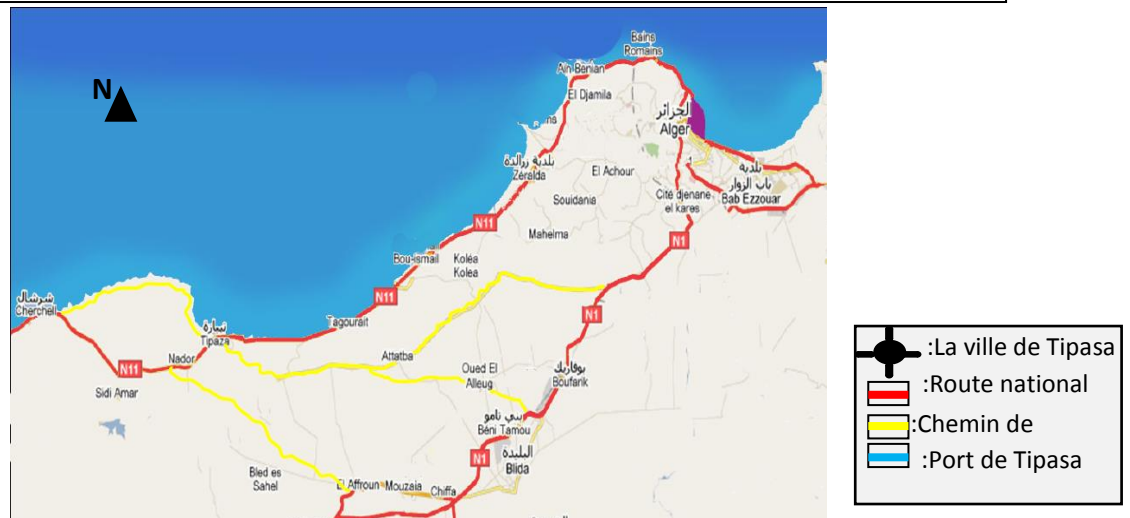 Bains
Romains
N
Aïn Bénian
El Djamila
الجزائر
Alger
بلدية زرالدة
Zéralda
El Achour
بلدية
باب الزوار
Bab Ezzouar
Souidania
Cité djenane
el kares
N11
Mahelma
N1
Bou-ismail
Koléa
Kolea
شرشال
Cherchell
N11
تيبازة
Tipaza
Tagourait
N1
Nador
Attatba
Oued El
Alleug
بوفاريك
Boufarik
N11
Sidi Amar
بني تامو
Béni Tamou
البليدة
Blida
N1
Bled es
Sahel
El Affroun
Mouzaia
Chiffa
:La ville de Tipasa
:Route national
:Chemin de
:Port de Tipasa